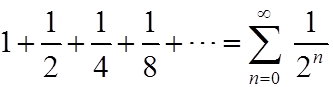 1 + 1/2 + 1/4 + 1/8 + ⋯ = ∑_{n=0}^{∞} 1/2^n